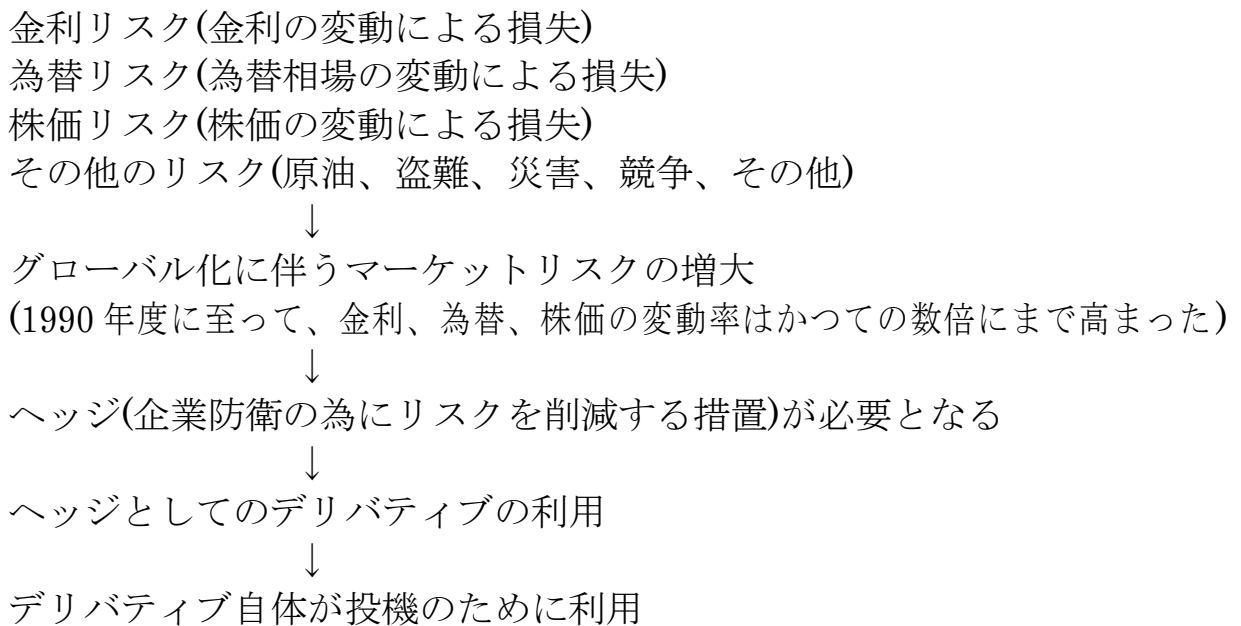 金利リスク(金利の変動による損失)
為替リスク(為替相場の変動による損失)
株価リスク(株価の変動による損失)
その他のリスク(原油、盗難、災害、競争、その他)
↓
グローバル化に伴うマーケットリスクの増大
(1990 年度に至って、金利、為替、株価の変動率はかつての数倍にまで高まった)
↓
ヘッジ(企業防衛の為にリスクを削減する措置)が必要となる
↓
ヘッジとしてのデリバティブの利用
↓
デリバティブ自体が投機のために利用